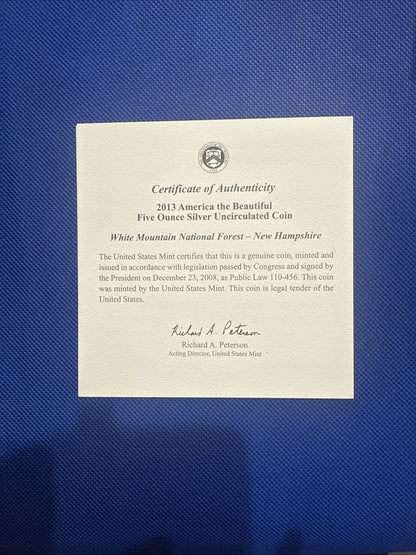 Certificate of Authenticity
2013 America the Beautiful
Five Ounce Silver Uncirculated Coin
White Mountain National Forest – New Hampshire
The United States Mint certifies that this is a genuine coin, minted and
issued in accordance with legislation passed by Congress and signed by
the President on December 23, 2008, as Public Law 110-456. This coin
was minted by the United States Mint. This coin is legal tender of the
United States.
Richard A. Peterson
Richard A. Peterson
Acting Director, United States Mint